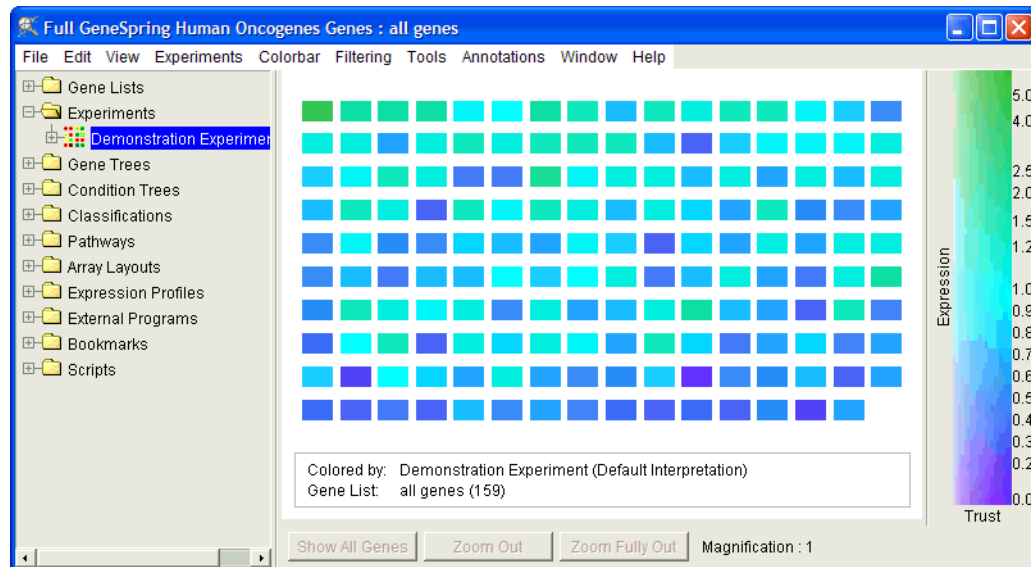 Full GeneSpring Human Oncogenes Genes : all genes
File Edit View Experiments Colorbar Filtering Tools Annotations Window Help
Gene Lists
Experiments
Demonstration Experimer
Gene Trees
Condition Trees
Classifications
Pathways
Array Layouts
Expression Profiles
External Programs
Bookmarks
Scripts
Colored by: Demonstration Experiment (Default Interpretation)
Gene List: all genes (159)
Show All Genes Zoom Out Zoom Fully Out Magnification : 1
Expression
5.0
4.0
2.5
2.0
1.5
1.2
1.0
0.9
0.8
0.7
0.6
0.5
0.4
0.3
0.2
0.0
Trust